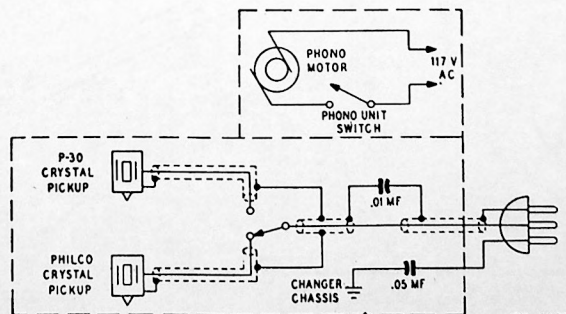 PHONO
MOTOR
117 V
AC
PHONO UNIT
SWITCH
P-30
CRYSTAL
PICKUP
.01 MF
PHILCO
CRYSTAL
PICKUP
CHANGER
CHASSIS
.05 MF